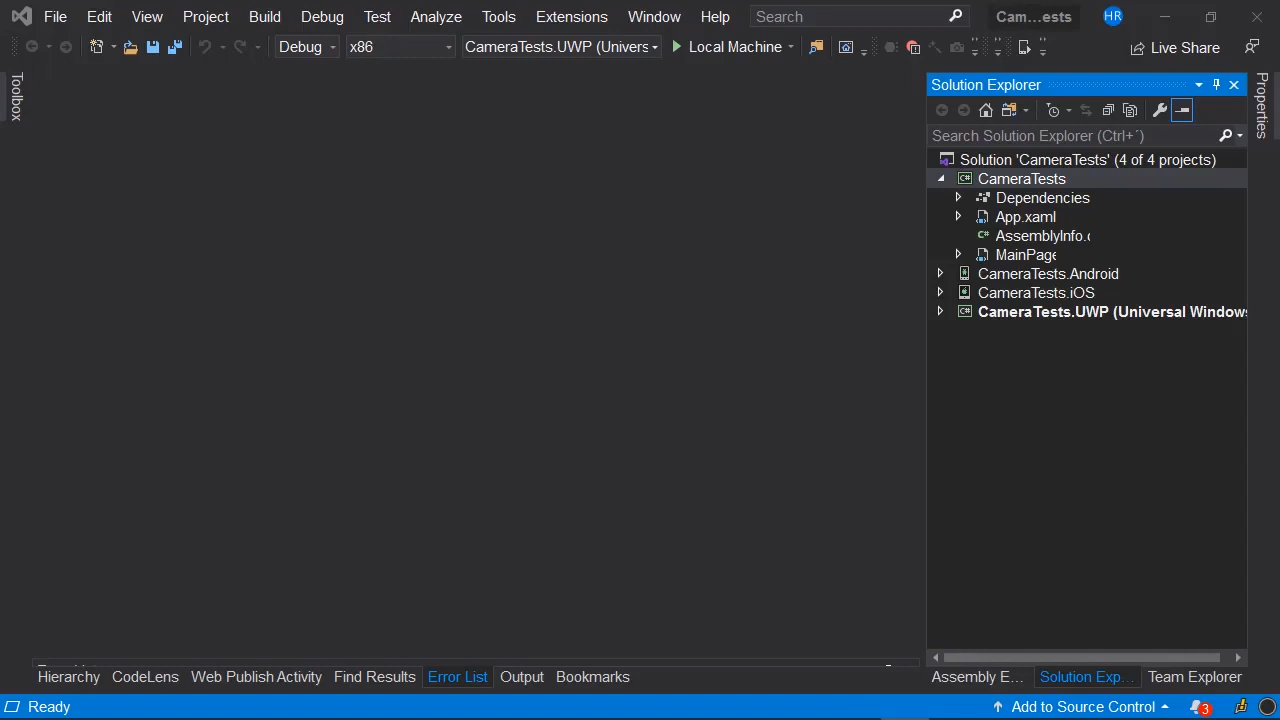 File Edit View Project Build Debug Test Analyze Tools Extensions Window Help Search Cam...ests HR
Debug x86 CameraTests.UWP (Univers Local Machine Live Share
Toolbox
Solution Explorer
Properties
Search Solution Explorer (Ctrl+´)
Solution 'CameraTests' (4 of 4 projects)
C# CameraTests
Dependencies
App.xaml
C# AssemblyInfo.c
MainPage
CameraTests.Android
CameraTests.iOS
C# CameraTests.UWP (Universal Windows
Hierarchy CodeLens Web Publish Activity Find Results Error List Output Bookmarks
Assembly E... Solution Exp... Team Explorer
Ready Add to Source Control 3